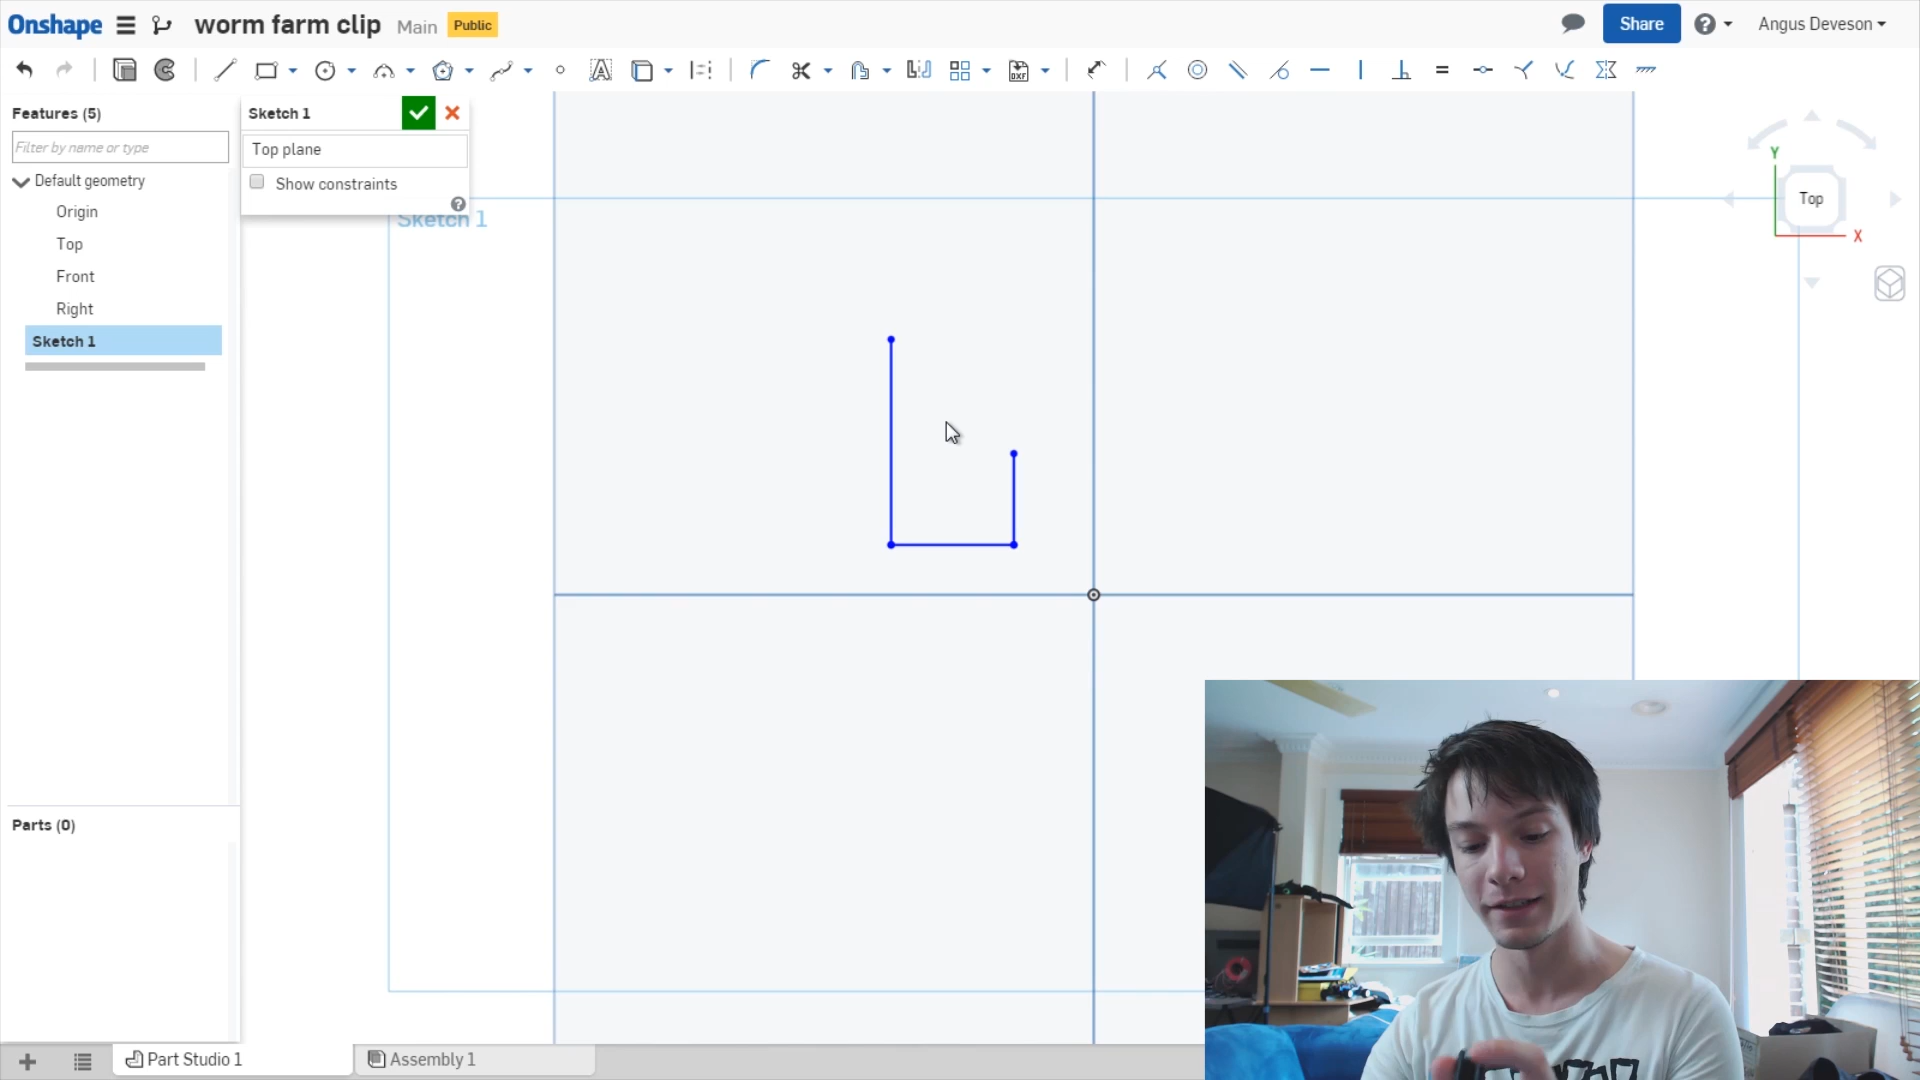 Onshape worm farm clip Main Public Share Angus Deveson
DXF
Features (5)
Filter by name or type
Default geometry
Origin
Top
Front
Right
Sketch 1
Sketch 1
Top plane
Show constraints
Sketch 1
Y
Top
X
Parts (0)
Part Studio 1
Assembly 1